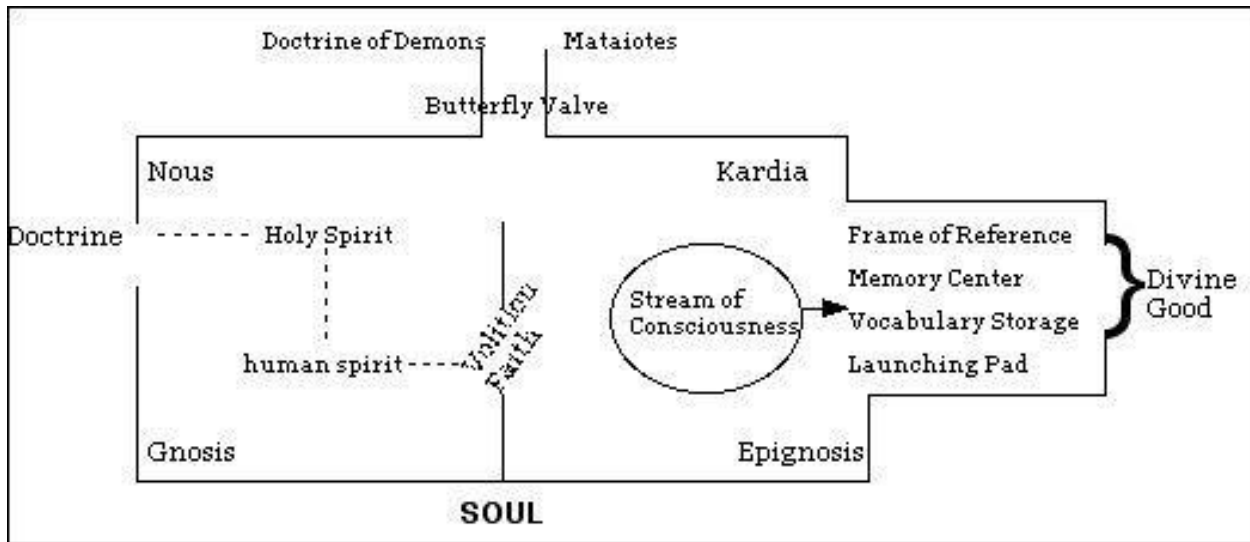 Doctrine of Demons
Mataiotes
Butterfly Valve
Nous
Kardia
Doctrine
Holy Spirit
Frame of Reference
Memory Center
Divine
Good
Stream of
Consciousness
Vocabulary Storage
Volition
Faith
human spirit
Launching Pad
Gnosis
Epignosis
SOUL